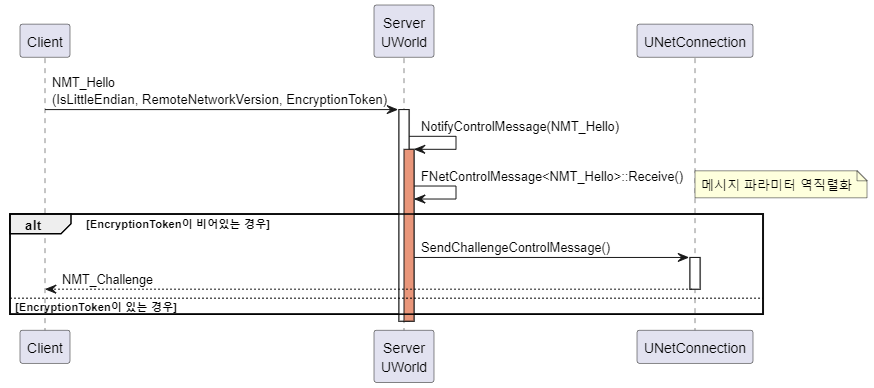 Client
Server
UWorld
UNetConnection
NMT_Hello
(IsLittleEndian, RemoteNetworkVersion, EncryptionToken)
NotifyControlMessage(NMT_Hello)
FNetControlMessage<NMT_Hello>::Receive()
메시지 파라미터 역직렬화
alt
[EncryptionToken이 비어있는 경우]
SendChallengeControlMessage()
NMT_Challenge
[EncryptionToken이 있는 경우]
Client
Server
UWorld
UNetConnection